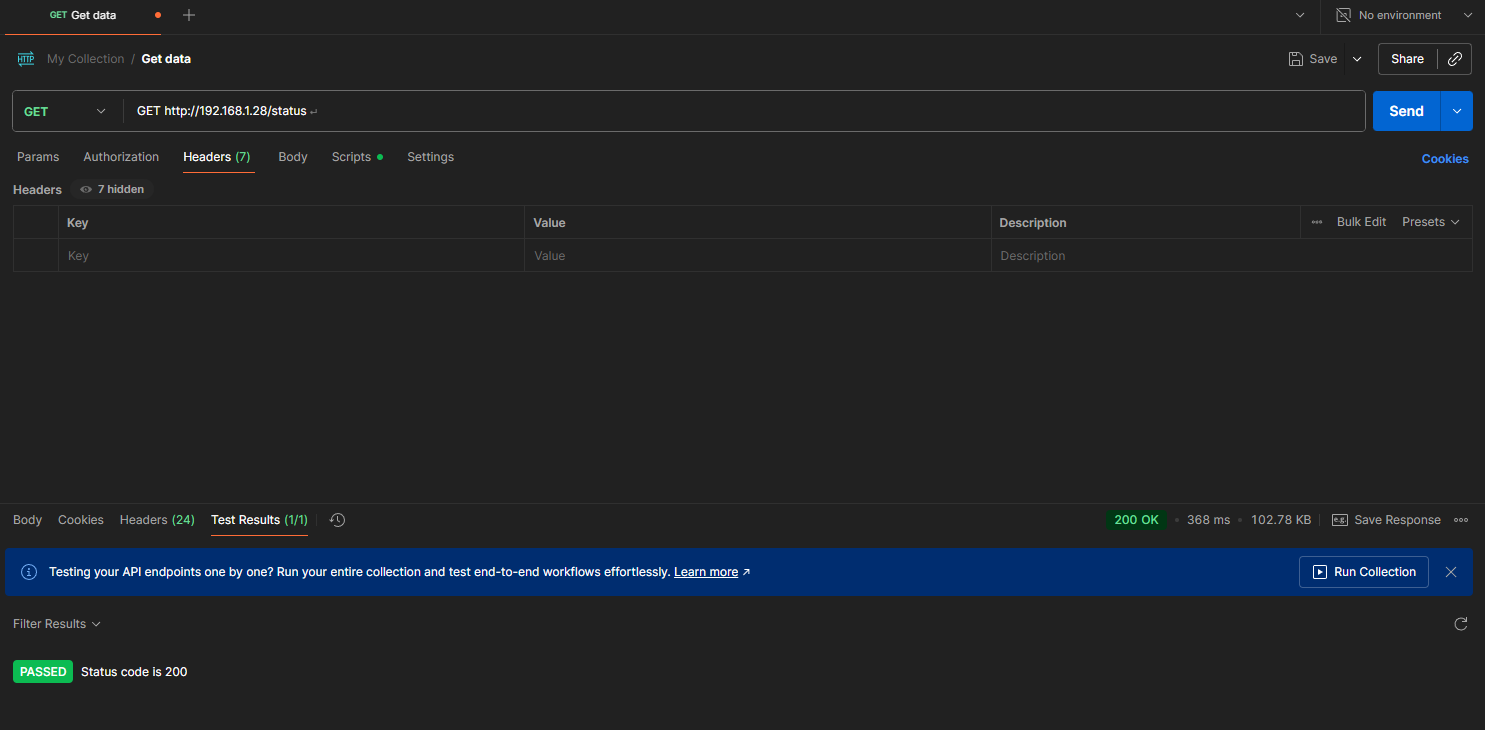 GET Get data No environment
HTTP My Collection / Get data Save Share
GET GET http://192.168.1.28/status ↵ Send
Params Authorization Headers (7) Body Scripts Settings Cookies
Headers 7 hidden
Key Value Description Bulk Edit Presets
Key Value Description
Body Cookies Headers (24) Test Results (1/1) 200 OK • 368 ms • 102.78 KB e.g. Save Response
Testing your API endpoints one by one? Run your entire collection and test end-to-end workflows effortlessly. Learn more ↗ Run Collection
Filter Results
PASSED Status code is 200